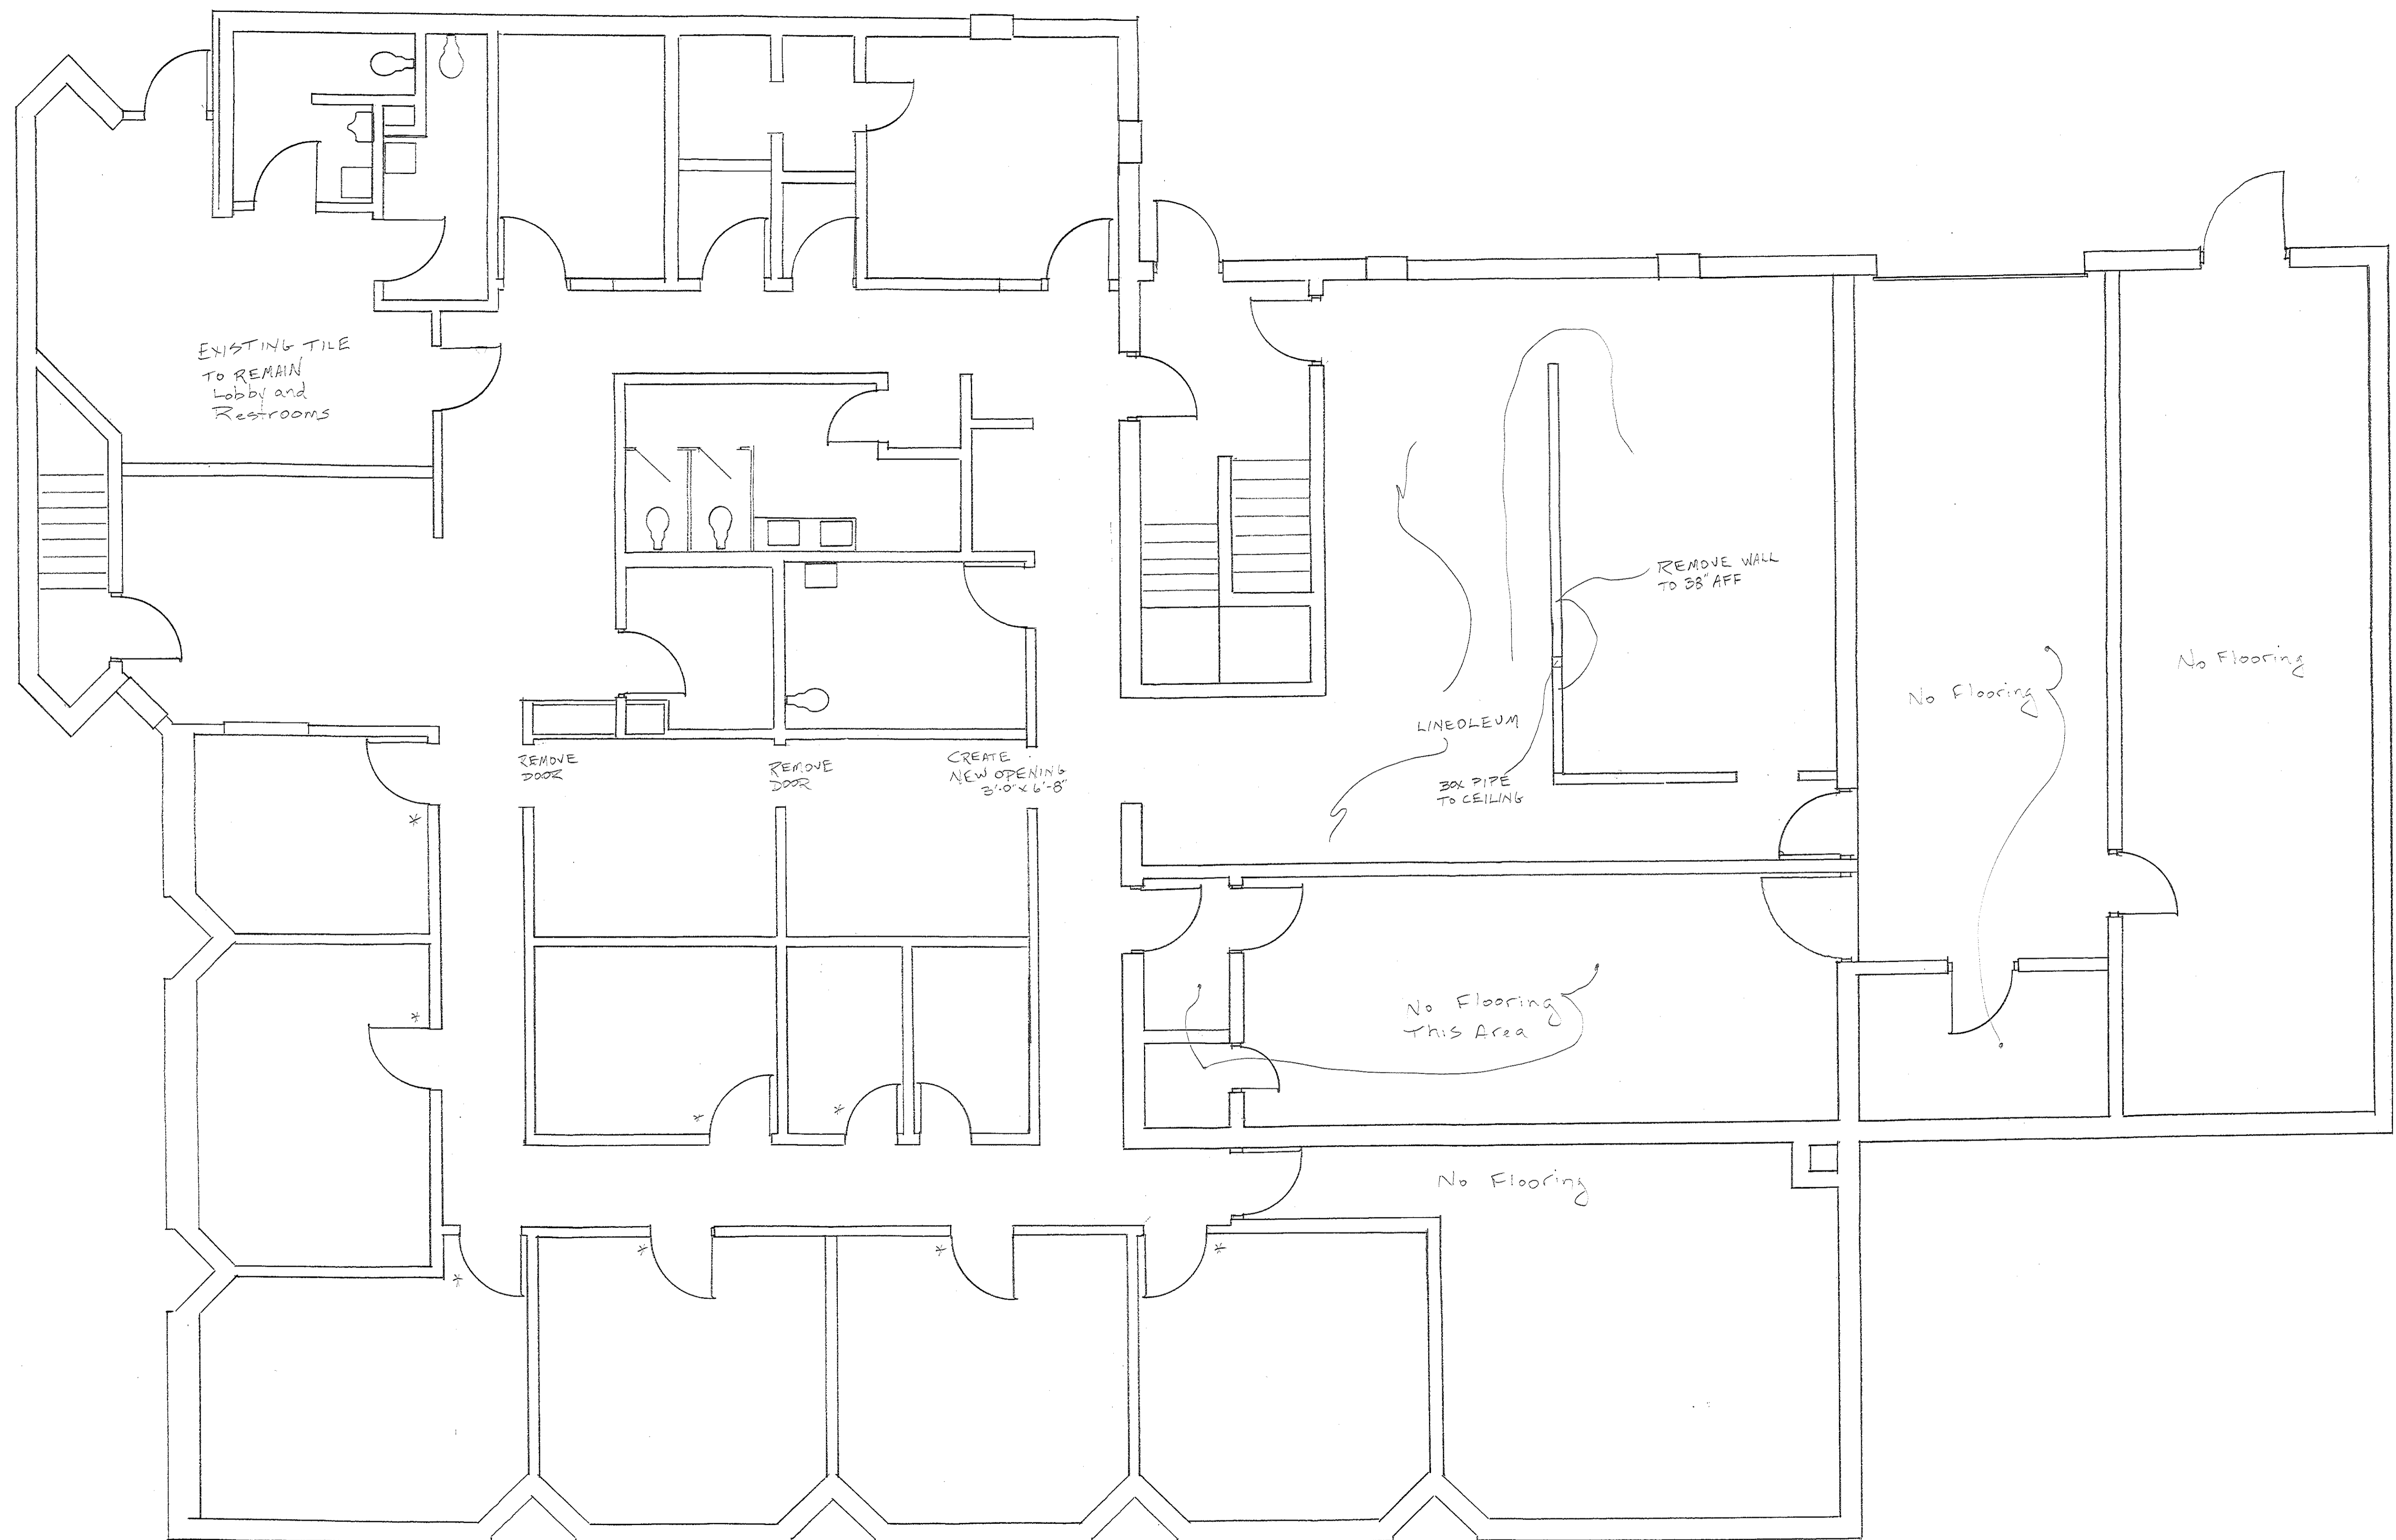 EXISTING TILE
TO REMAIN
Lobby and
Restrooms
REMOVE WALL
TO 38" AFF
No Flooring
No Flooring
LINEOLEUM
REMOVE
DOOR
REMOVE
DOOR
CREATE
NEW OPENING
3'-0" x 6'-8"
BOX PIPE
TO CEILING
*
No Flooring
This Area
*
*
*
No Flooring
*
*
*
*